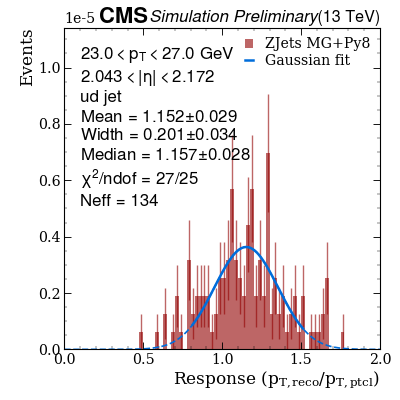 1e-5 CMS Simulation Preliminary (13 TeV)
Events
23.0 < p_T < 27.0 GeV
2.043 < |η| < 2.172
ud jet
Mean = 1.152±0.029
Width = 0.201±0.034
Median = 1.157±0.028
χ²/ndof = 27/25
Neff = 134
ZJets MG+Py8
Gaussian fit
1.0
0.8
0.6
0.4
0.2
0.0
0.0 0.5 1.0 1.5 2.0
Response (p_T,reco/p_T,ptcl)